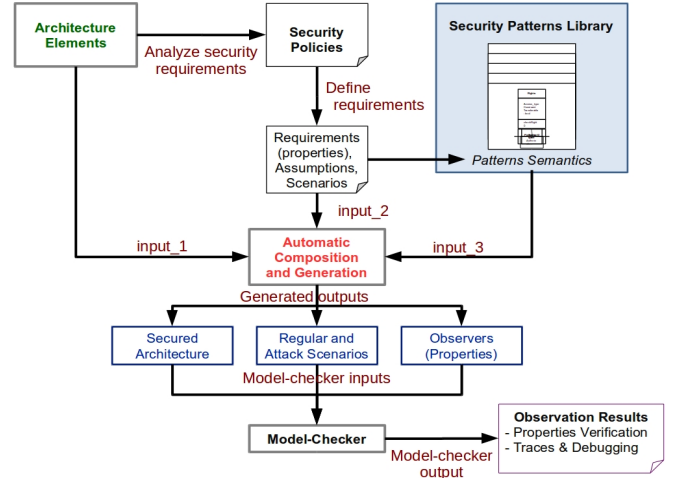 Architecture
Elements
Analyze security
requirements
Security
Policies
Security Patterns Library
Define
requirements
Requirements
(properties),
Assumptions,
Scenarios
Patterns Semantics
input_1
input_2
input_3
Automatic
Composition
and Generation
Generated outputs
Secured
Architecture
Regular and
Attack Scenarios
Observers
(Properties)
Model-checker inputs
Model-Checker
Model-checker
output
Observation Results
- Properties Verification
- Traces & Debugging